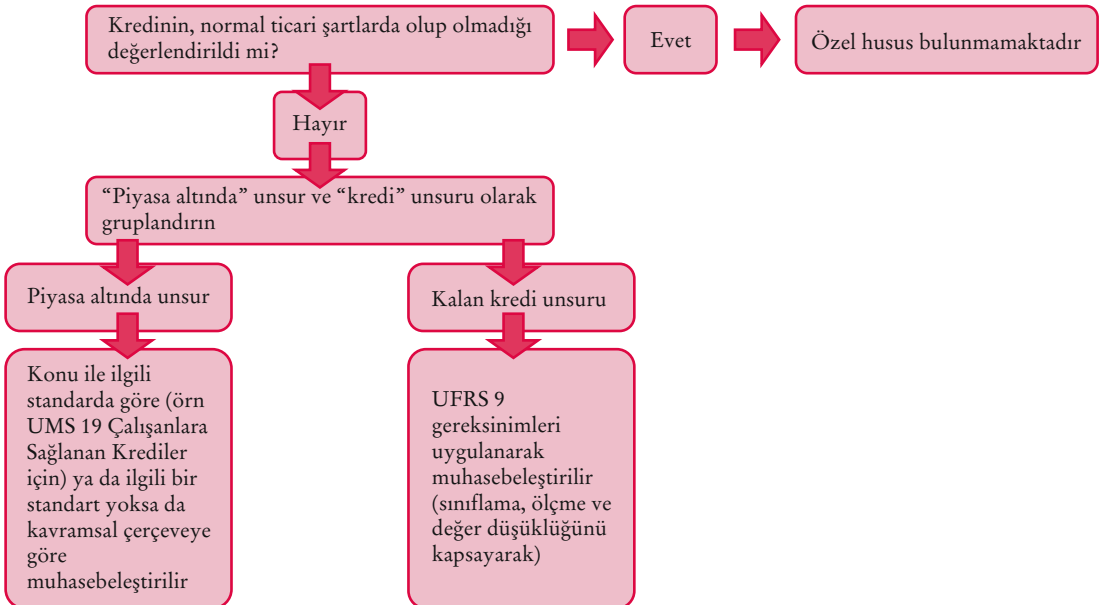 Kredinin, normal ticari şartlarda olup olmadığı
değerlendirildi mi?
Evet
Özel husus bulunmamaktadır
Hayır
“Piyasa altında” unsur ve “kredi” unsuru olarak
gruplandırın
Piyasa altında unsur
Kalan kredi unsuru
Konu ile ilgili
standarda göre (örn
UMS 19 Çalışanlara
Sağlanan Krediler
için) ya da ilgili bir
standart yoksa da
kavramsal çerçeveye
göre
muhasebeleştirilir
UFRS 9
gereksinimleri
uygulanarak
muhasebeleştirilir
(sınıflama, ölçme ve
değer düşüklüğünü
kapsayarak)